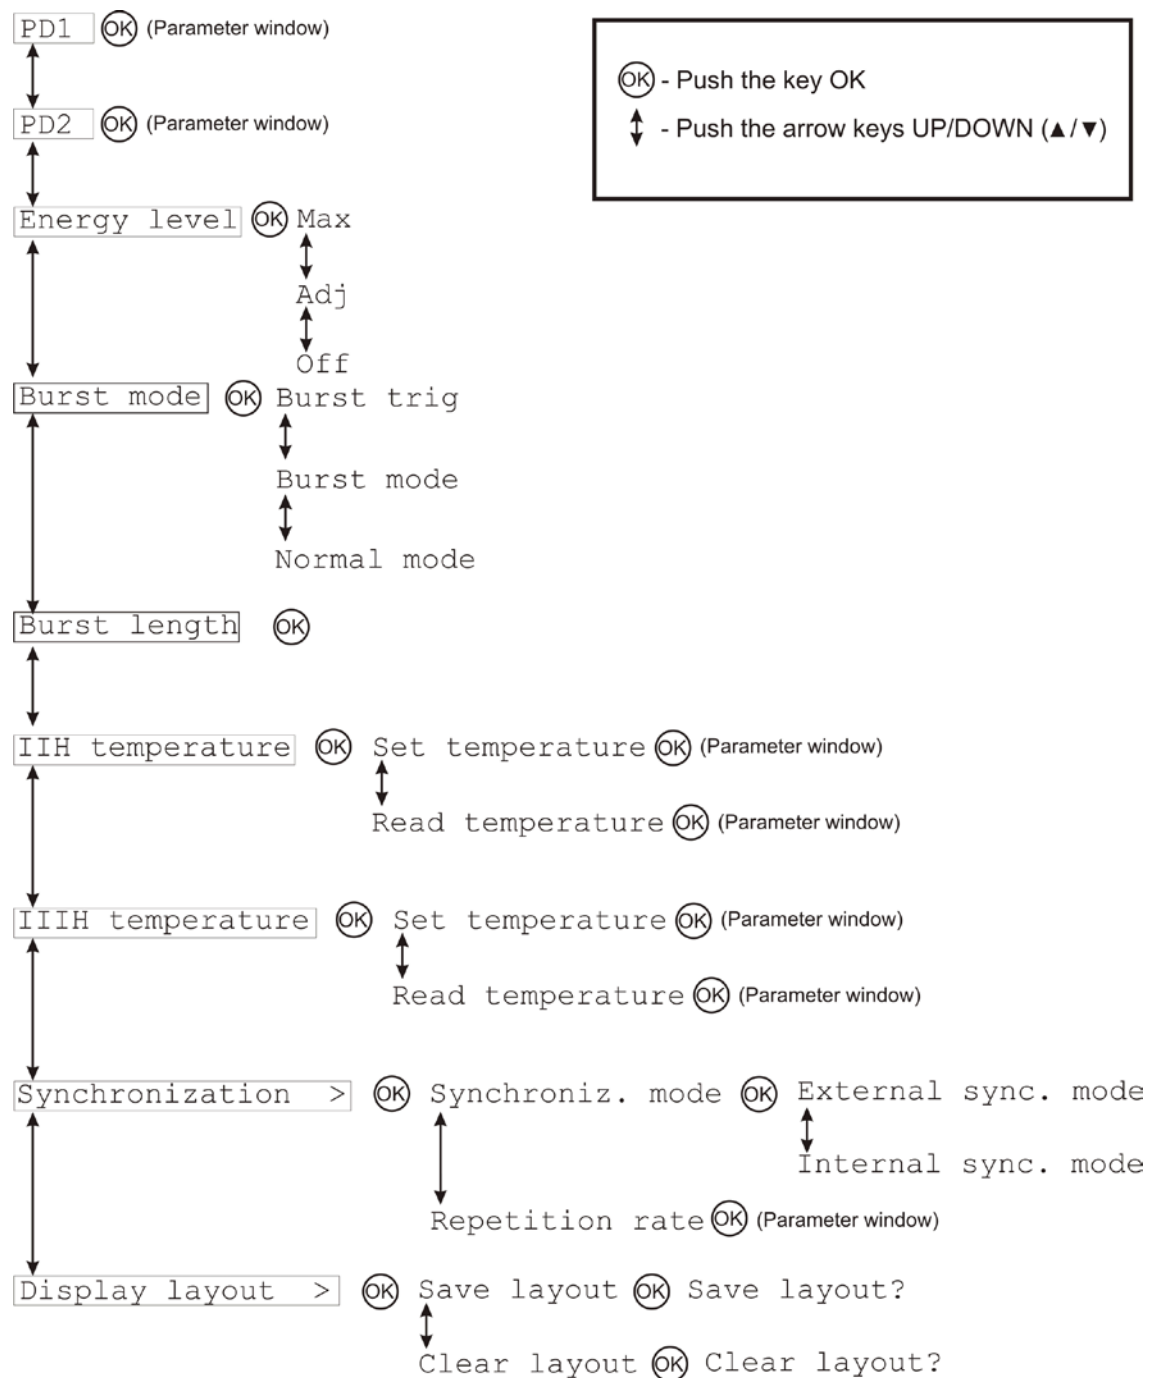 PD1 OK (Parameter window)
OK - Push the key OK
- Push the arrow keys UP/DOWN (▲/▼)
PD2 OK (Parameter window)
Energy level OK Max
Adj
Off
Burst mode OK Burst trig
Burst mode
Normal mode
Burst length OK
IIH temperature OK Set temperature OK (Parameter window)
Read temperature OK (Parameter window)
IIIH temperature OK Set temperature OK (Parameter window)
Read temperature OK (Parameter window)
Synchronization > OK Synchroniz. mode OK External sync. mode
Internal sync. mode
Repetition rate OK (Parameter window)
Display layout > OK Save layout OK Save layout?
Clear layout OK Clear layout?